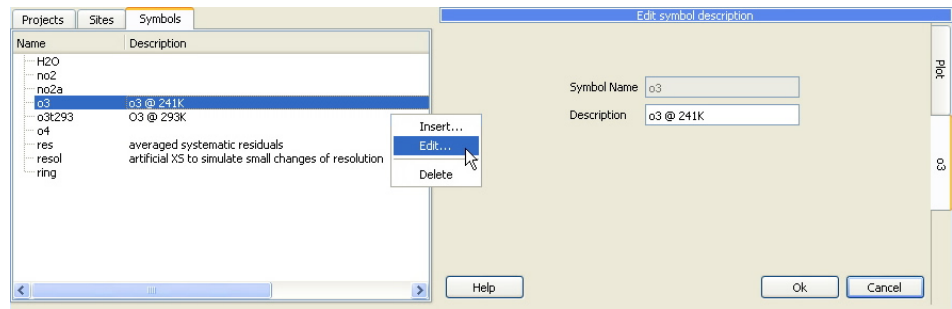 Projects Sites Symbols
Name Description
H2O
no2
no2a
o3 o3 @ 241K
o3t293 O3 @ 293K
o4
res averaged systematic residuals
resol artificial XS to simulate small changes of resolution
ring
Insert...
Edit...
Delete
Edit symbol description
Symbol Name o3
Description o3 @ 241K
Help Ok Cancel
Plot
o3